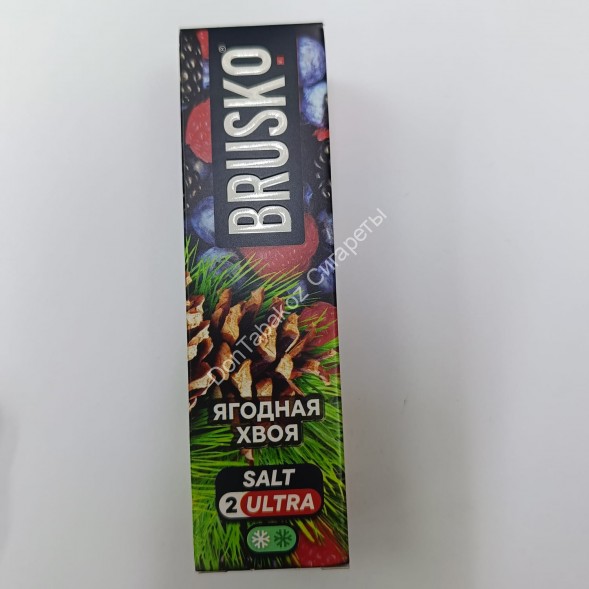 BRUSKO®
ЯГОДНАЯ
ХВОЯ
SALT
2 ULTRA
DonTabakoz Сигареты